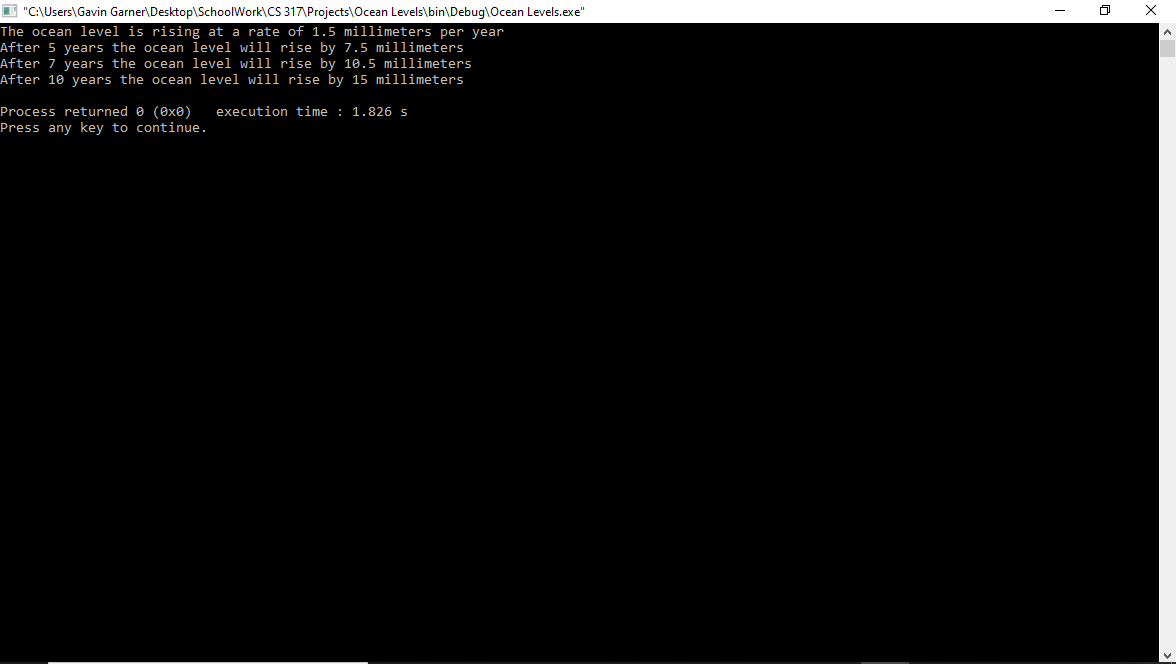 "C:\Users\Gavin Garner\Desktop\SchoolWork\CS 317\Projects\Ocean Levels\bin\Debug\Ocean Levels.exe"
The ocean level is rising at a rate of 1.5 millimeters per year
After 5 years the ocean level will rise by 7.5 millimeters
After 7 years the ocean level will rise by 10.5 millimeters
After 10 years the ocean level will rise by 15 millimeters
Process returned 0 (0x0)   execution time : 1.826 s
Press any key to continue.